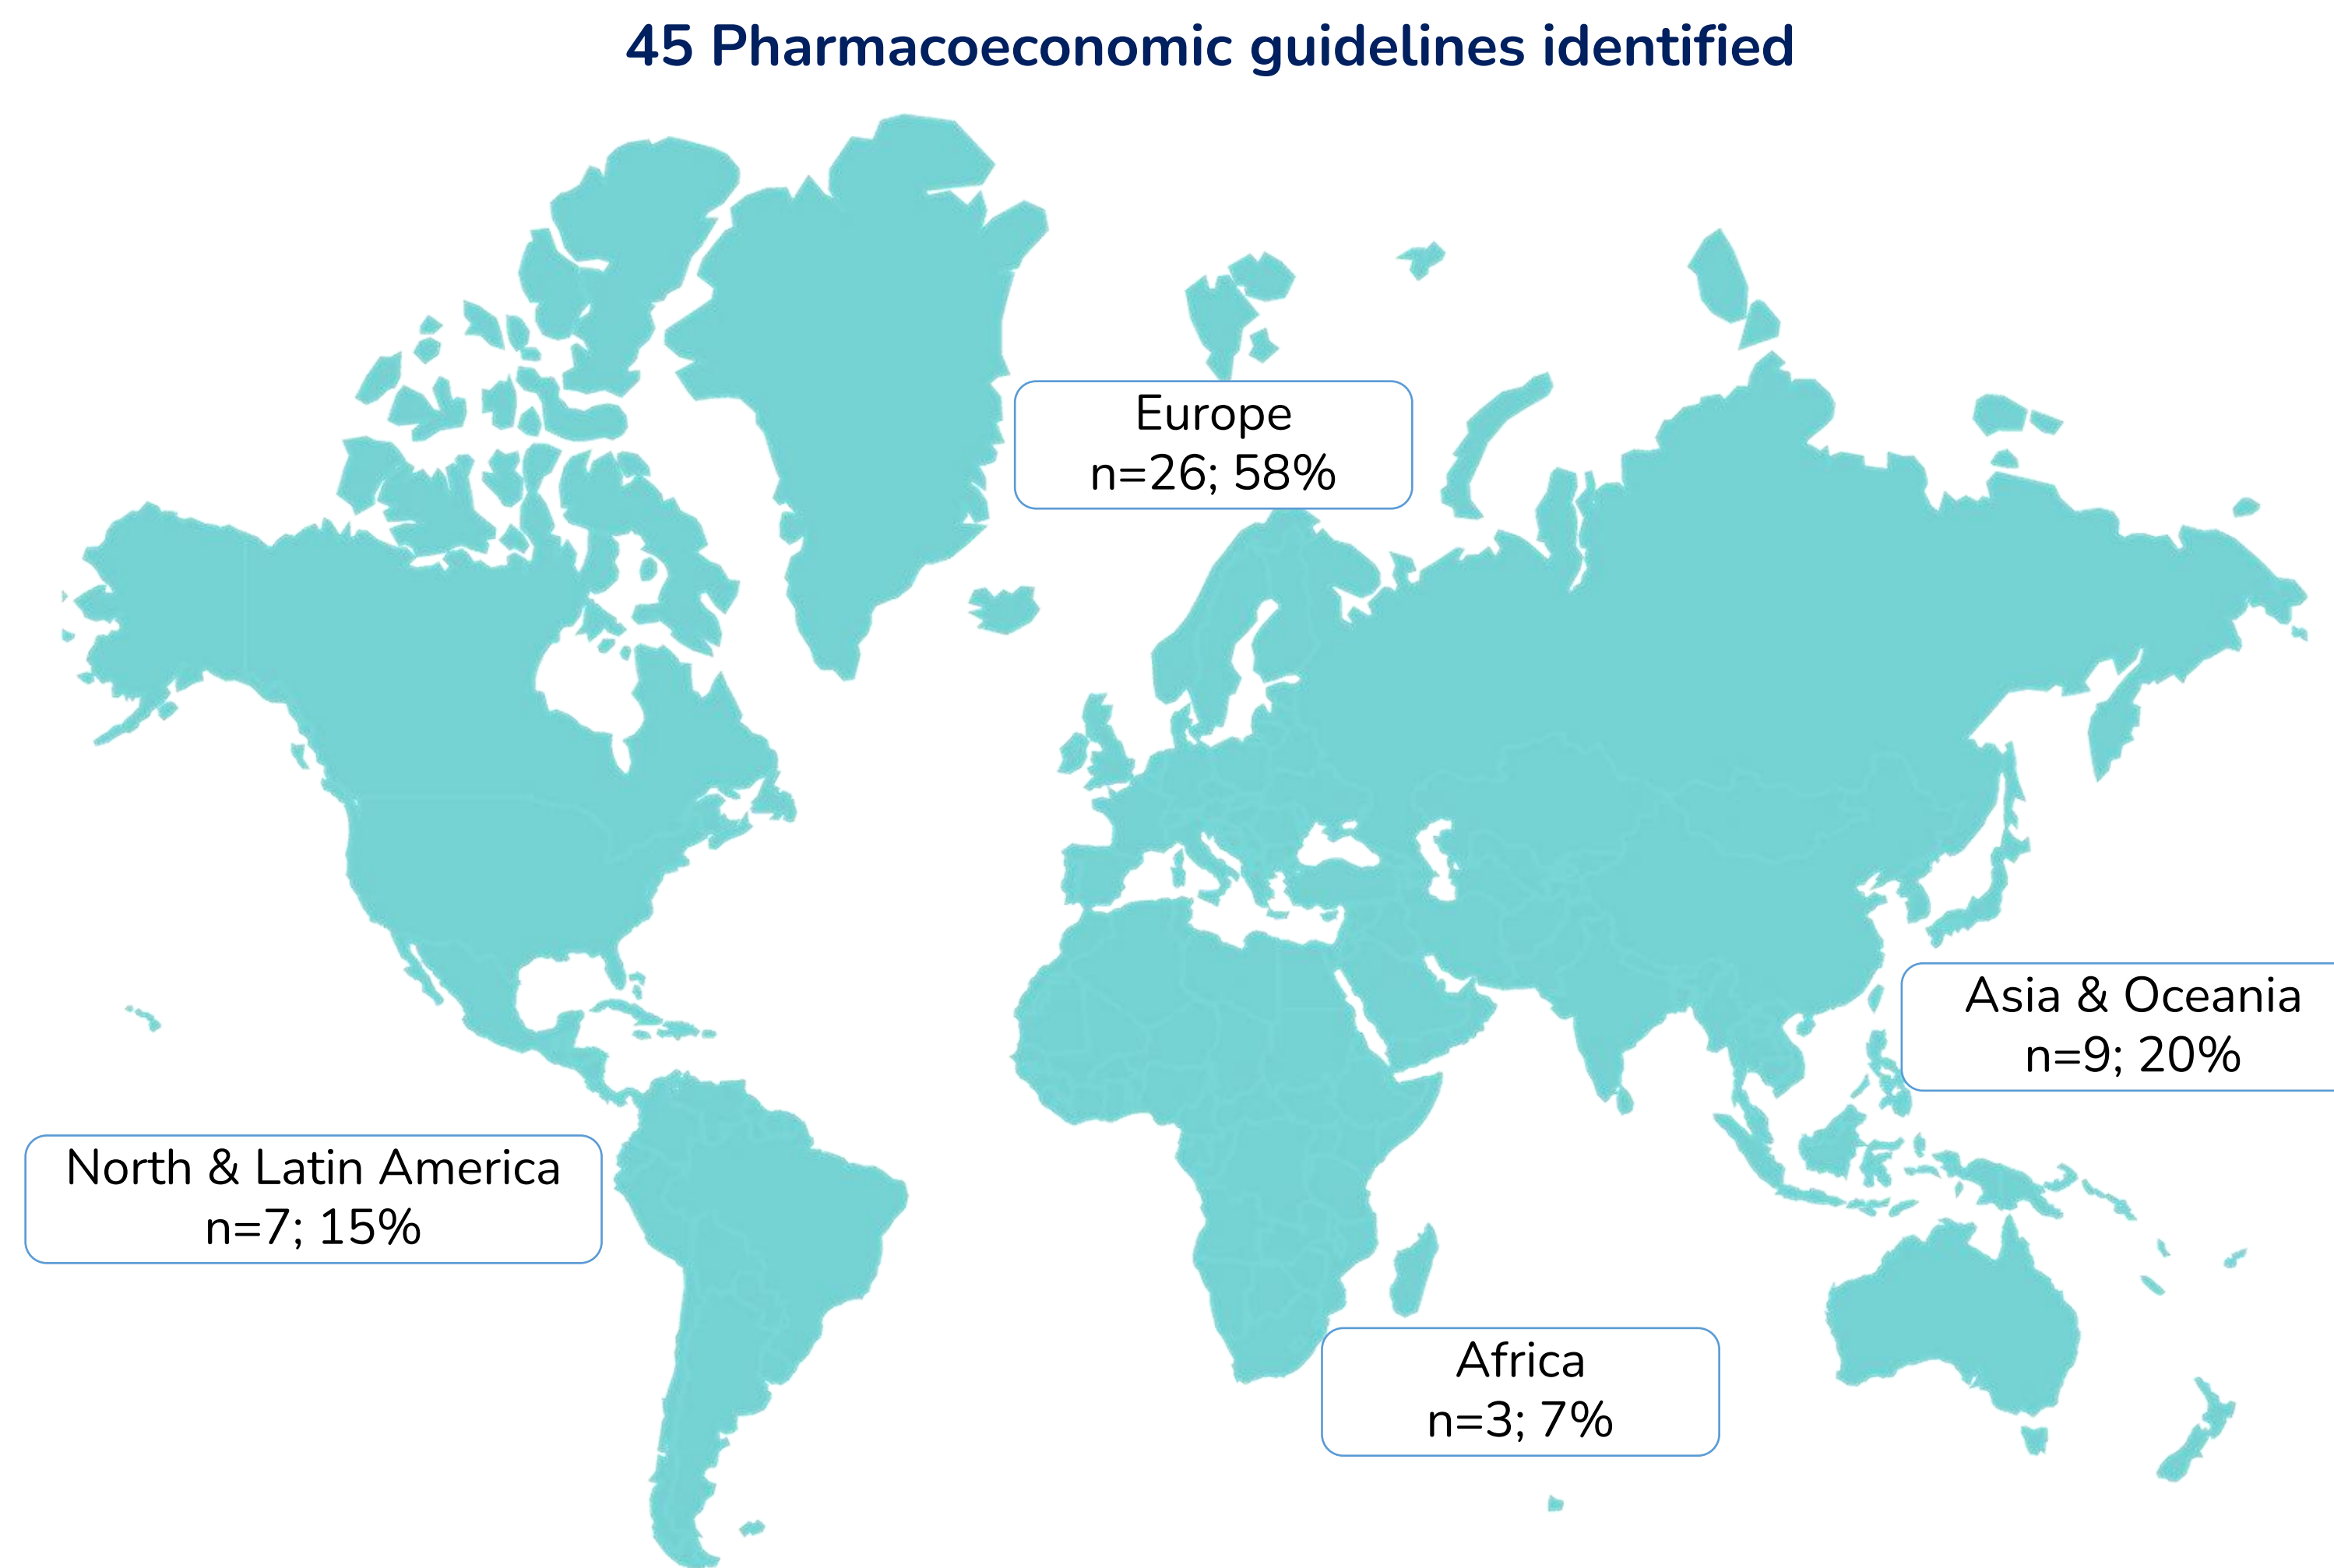 45 Pharmacoeconomic guidelines identified
Europe
n=26; 58%
Asia & Oceania
n=9; 20%
North & Latin America
n=7; 15%
Africa
n=3; 7%